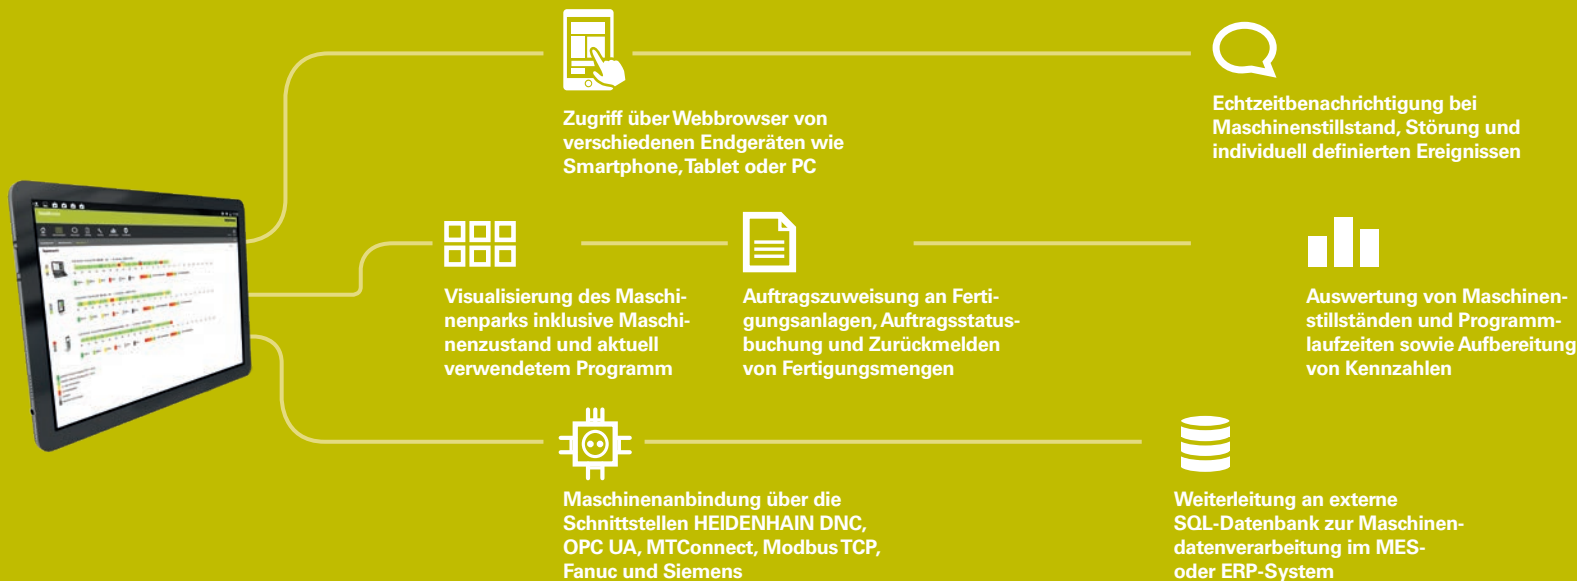 Zugriff über Webbrowser von
verschiedenen Endgeräten wie
Smartphone, Tablet oder PC
Echtzeitbenachrichtigung bei
Maschinenstillstand, Störung und
individuell definierten Ereignissen
Visualisierung des Maschi-
nenparks inklusive Maschi-
nenzustand und aktuell
verwendetem Programm
Auftragszuweisung an Ferti-
gungsanlagen, Auftragsstatus-
buchung und Zurückmelden
von Fertigungsmengen
Auswertung von Maschinen-
stillständen und Programm-
laufzeiten sowie Aufbereitung
von Kennzahlen
Maschinenanbindung über die
Schnittstellen HEIDENHAIN DNC,
OPC UA, MTConnect, Modbus TCP,
Fanuc und Siemens
Weiterleitung an externe
SQL-Datenbank zur Maschinen-
datenverarbeitung im MES-
oder ERP-System